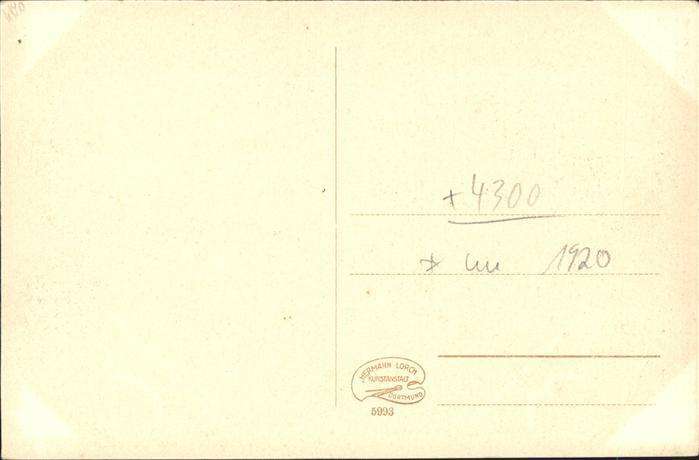 + 4300
* um 1920
HERMANN LORCH
KUNSTANSTALT
DORTMUND
5993